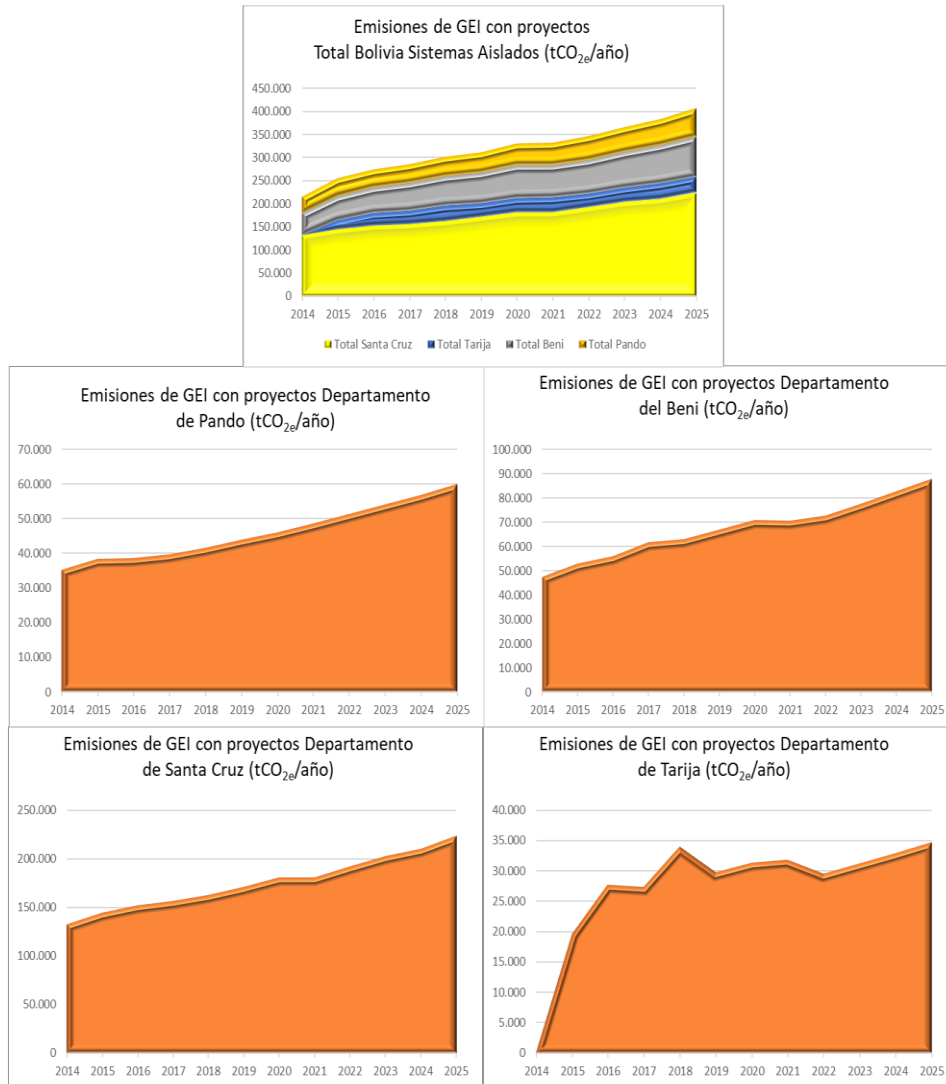 Emisiones de GEI con proyectos
Total Bolivia Sistemas Aislados (tCO2e/año)
450.000
400.000
350.000
300.000
250.000
200.000
150.000
100.000
50.000
0
2014 2015 2016 2017 2018 2019 2020 2021 2022 2023 2024 2025
Total Santa Cruz Total Tarija Total Beni Total Pando
Emisiones de GEI con proyectos Departamento
de Pando (tCO2e/año)
70.000
60.000
50.000
40.000
30.000
20.000
10.000
0
2014 2015 2016 2017 2018 2019 2020 2021 2022 2023 2024 2025
Emisiones de GEI con proyectos Departamento
del Beni (tCO2e/año)
100.000
90.000
80.000
70.000
60.000
50.000
40.000
30.000
20.000
10.000
0
2014 2015 2016 2017 2018 2019 2020 2021 2022 2023 2024 2025
Emisiones de GEI con proyectos Departamento
de Santa Cruz (tCO2e/año)
250.000
200.000
150.000
100.000
50.000
0
2014 2015 2016 2017 2018 2019 2020 2021 2022 2023 2024 2025
Emisiones de GEI con proyectos Departamento
de Tarija (tCO2e/año)
40.000
35.000
30.000
25.000
20.000
15.000
10.000
5.000
0
2014 2015 2016 2017 2018 2019 2020 2021 2022 2023 2024 2025